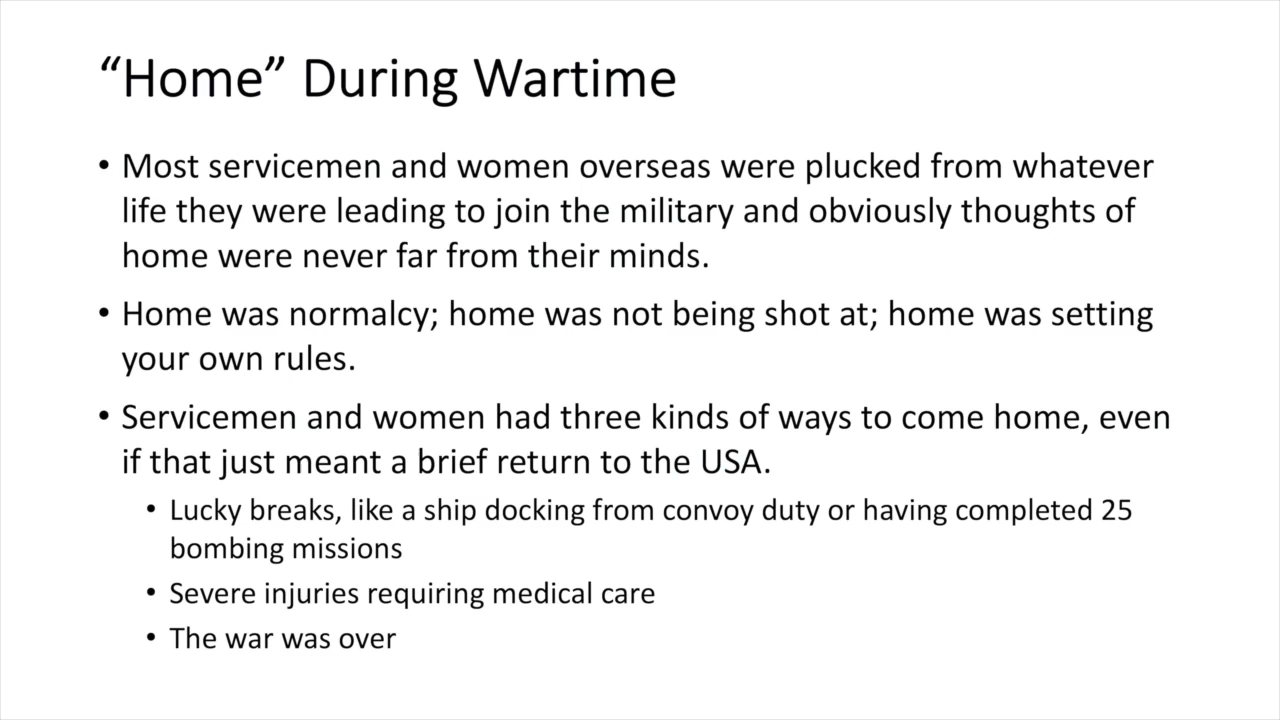 “Home” During Wartime
• Most servicemen and women overseas were plucked from whatever
life they were leading to join the military and obviously thoughts of
home were never far from their minds.
• Home was normalcy; home was not being shot at; home was setting
your own rules.
• Servicemen and women had three kinds of ways to come home, even
if that just meant a brief return to the USA.
• Lucky breaks, like a ship docking from convoy duty or having completed 25
bombing missions
• Severe injuries requiring medical care
• The war was over